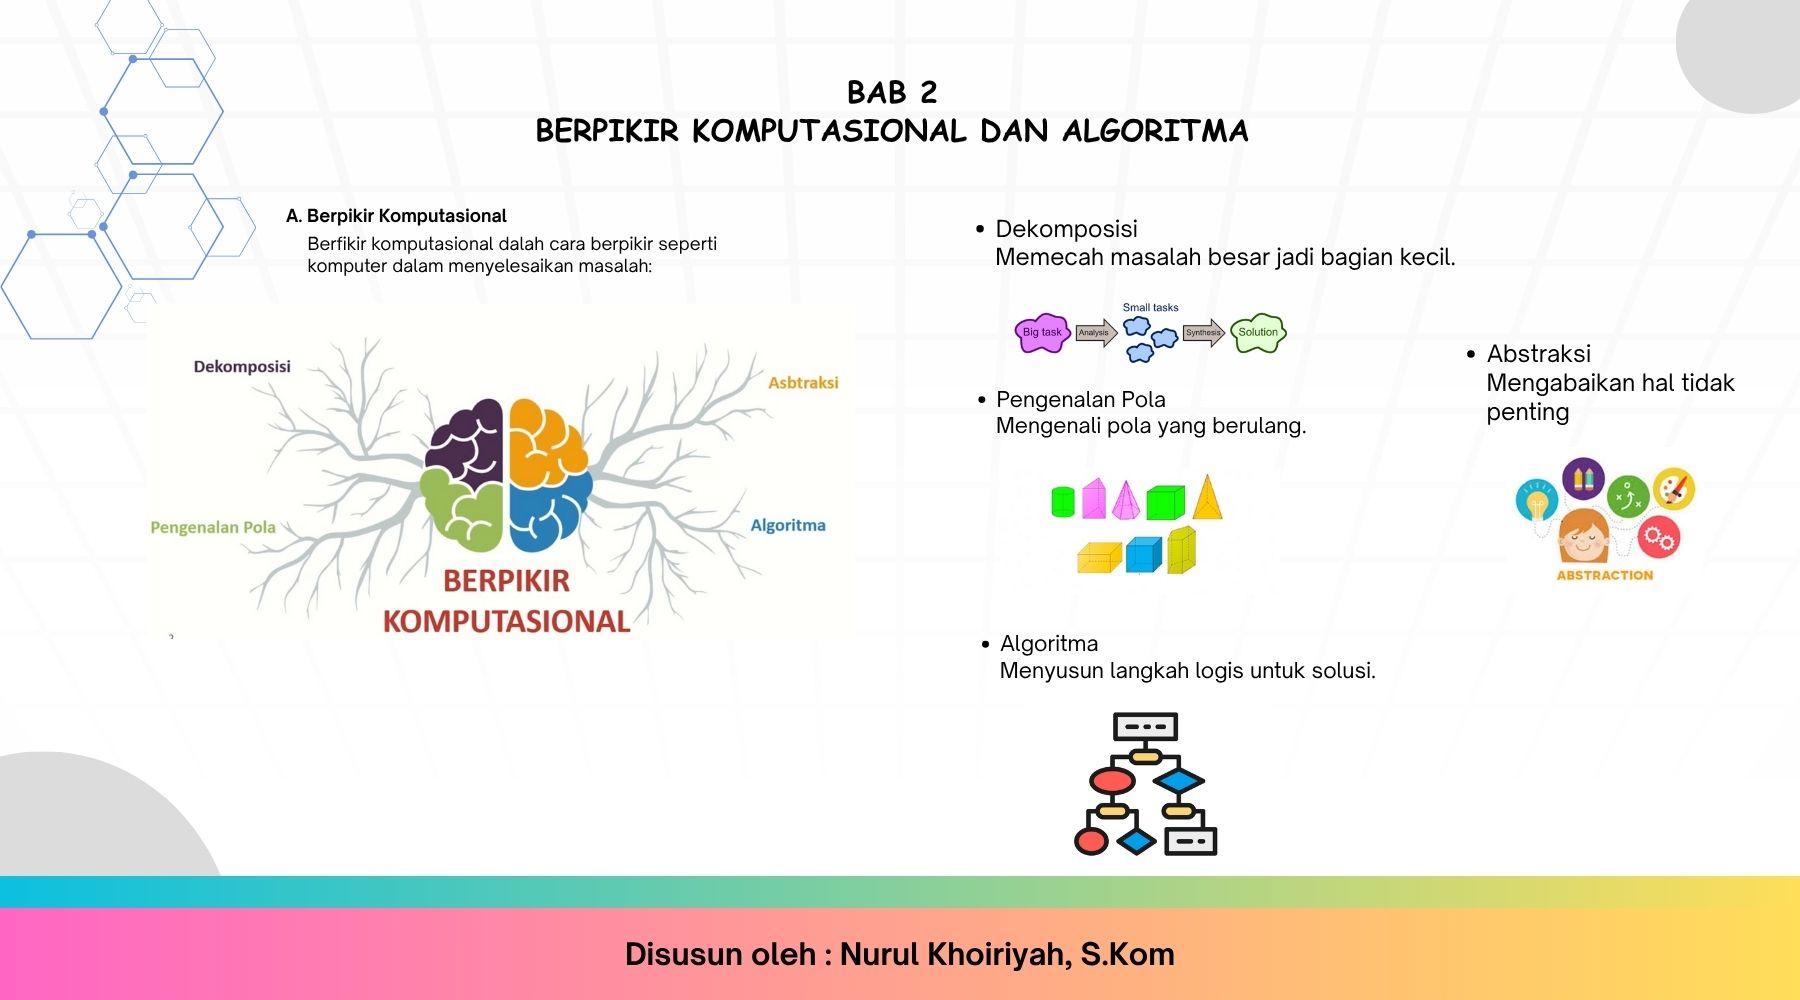 BAB 2
BERPIKIR KOMPUTASIONAL DAN ALGORITMA
A. Berpikir Komputasional
Berfikir komputasional dalah cara berpikir seperti
komputer dalam menyelesaikan masalah:
Dekomposisi
Asbtraksi
Pengenalan Pola
Algoritma
BERPIKIR
KOMPUTASIONAL
• Dekomposisi
Memecah masalah besar jadi bagian kecil.
Small tasks
Big task
Analysis
Synthesis
Solution
• Pengenalan Pola
Mengenali pola yang berulang.
• Algoritma
Menyusun langkah logis untuk solusi.
• Abstraksi
Mengabaikan hal tidak
penting
ABSTRACTION
Disusun oleh : Nurul Khoiriyah, S.Kom